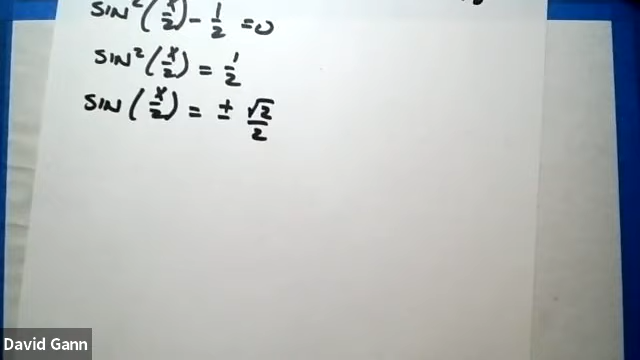 SIN²(x/2) - 1/2 = 0
SIN²(x/2) = 1/2
SIN(x/2) = ± √2/2
David Gann